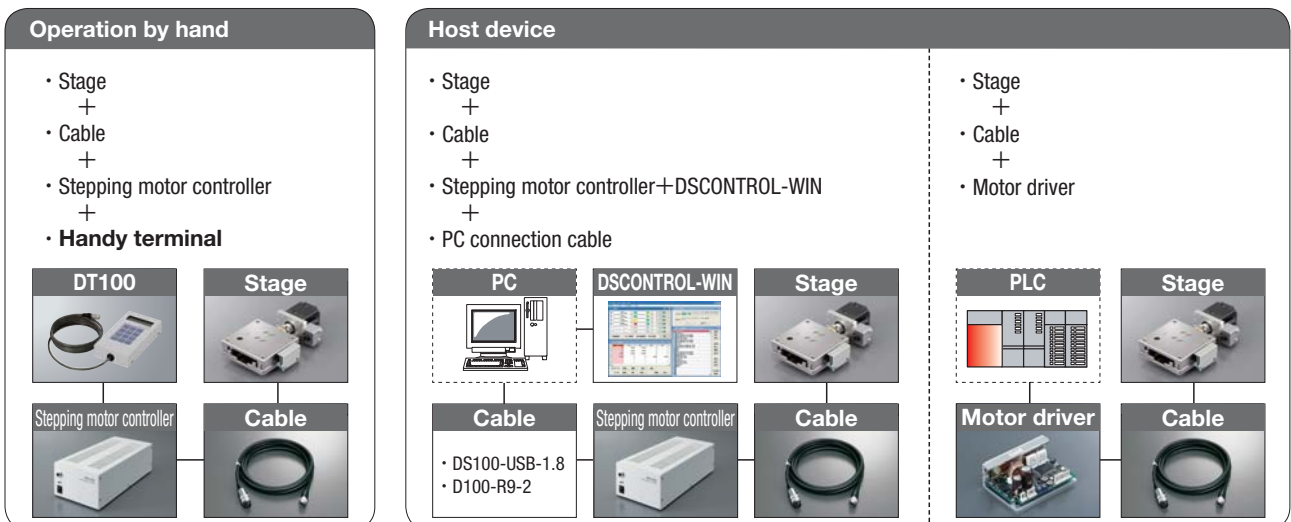 Operation by hand
・Stage
+
・Cable
+
・Stepping motor controller
+
・Handy terminal
DT100
Stage
Stepping motor controller
Cable
Host device
・Stage
+
・Cable
+
・Stepping motor controller+DSCONTROL-WIN
+
・PC connection cable
PC
DSCONTROL-WIN
Stage
Cable
・DS100-USB-1.8
・D100-R9-2
Stepping motor controller
Cable
・Stage
+
・Cable
+
・Motor driver
PLC
Stage
Motor driver
Cable